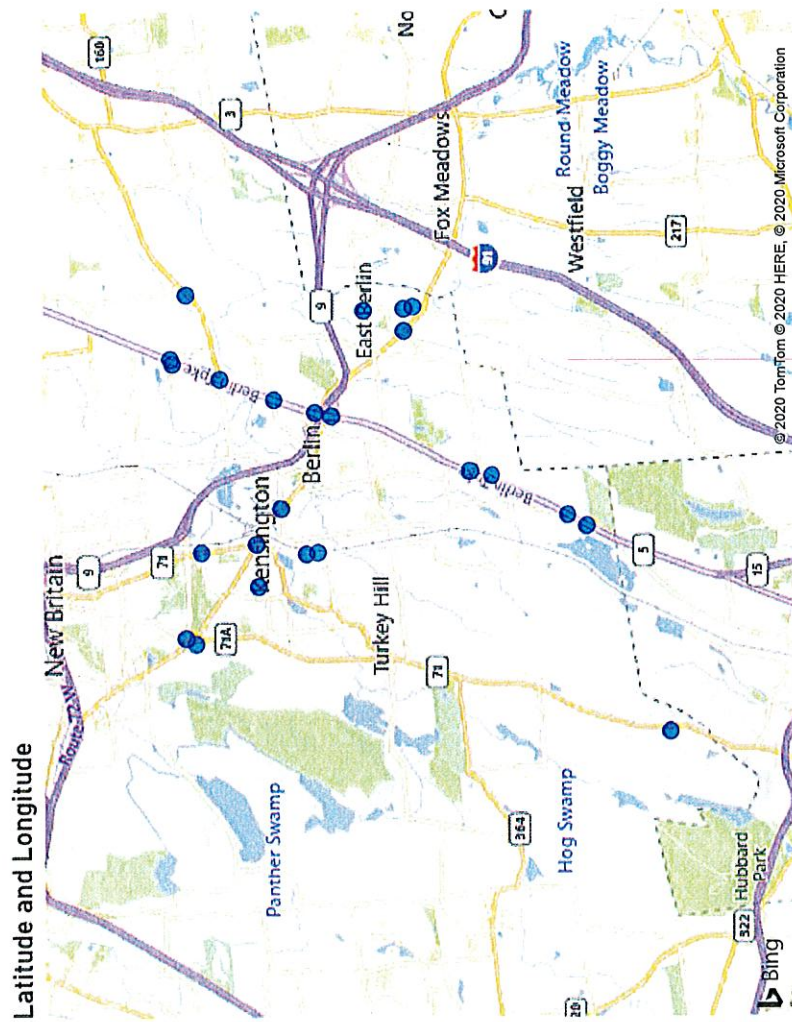 Latitude and Longitude
New Britain
Route 72 W
160
9
71
3
No
C
Berlin Tpke
71A
Kensington
Berlin
9
East Berlin
Fox Meadows
Panther Swamp
Turkey Hill
71
91
Round Meadow
Boggy Meadow
Westfield
217
364
Hog Swamp
5
15
Hubbard
Park
322
Bing
© 2020 TomTom © 2020 HERE, © 2020 Microsoft Corporation